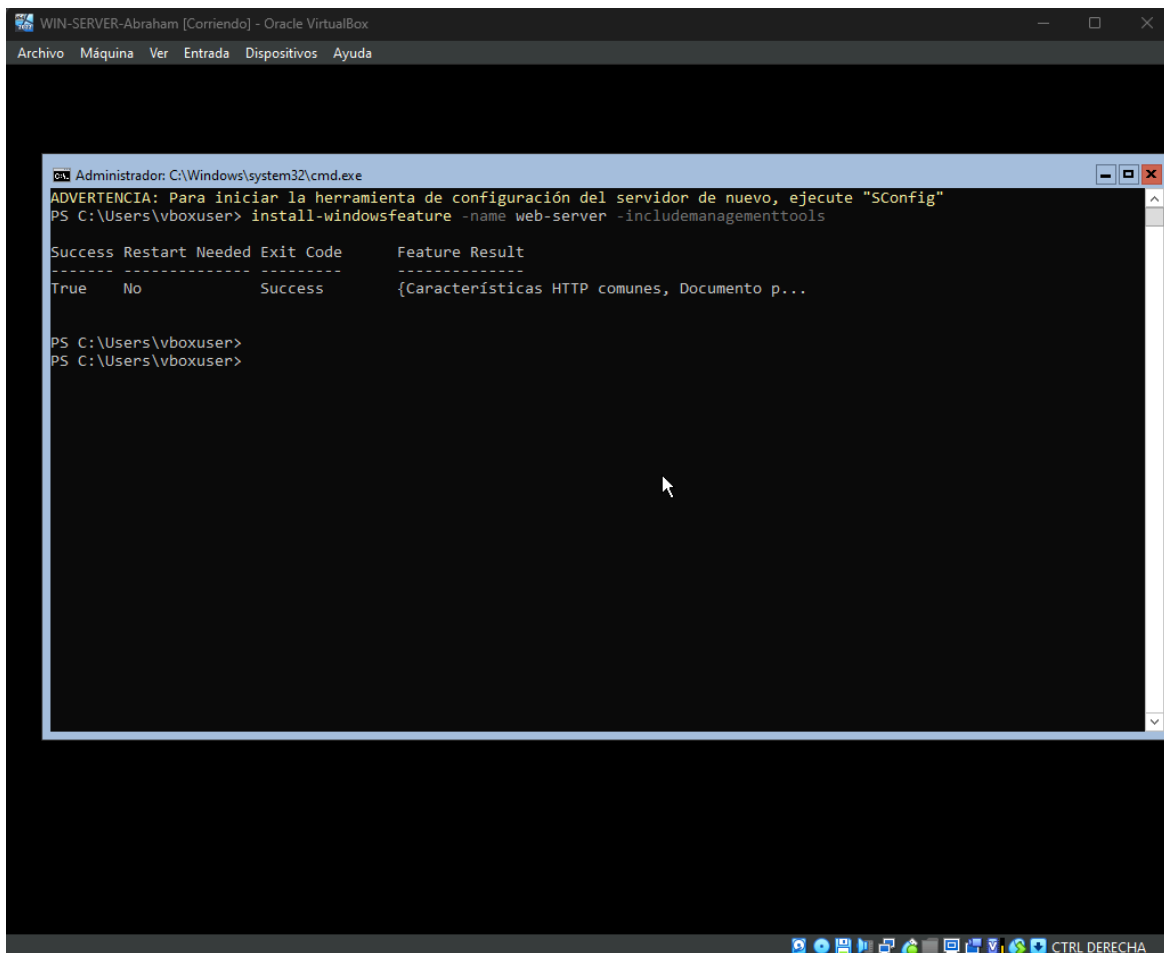 WIN-SERVER-Abraham [Corriendo] - Oracle VirtualBox
Archivo Máquina Ver Entrada Dispositivos Ayuda
Administrador: C:\Windows\system32\cmd.exe
ADVERTENCIA: Para iniciar la herramienta de configuración del servidor de nuevo, ejecute "SConfig"
PS C:\Users\vboxuser> install-windowsfeature -name web-server -includemanagementtools
Success Restart Needed Exit Code Feature Result
------- -------------- --------- --------------
True No Success {Características HTTP comunes, Documento p...
PS C:\Users\vboxuser>
PS C:\Users\vboxuser>
CTRL DERECHA